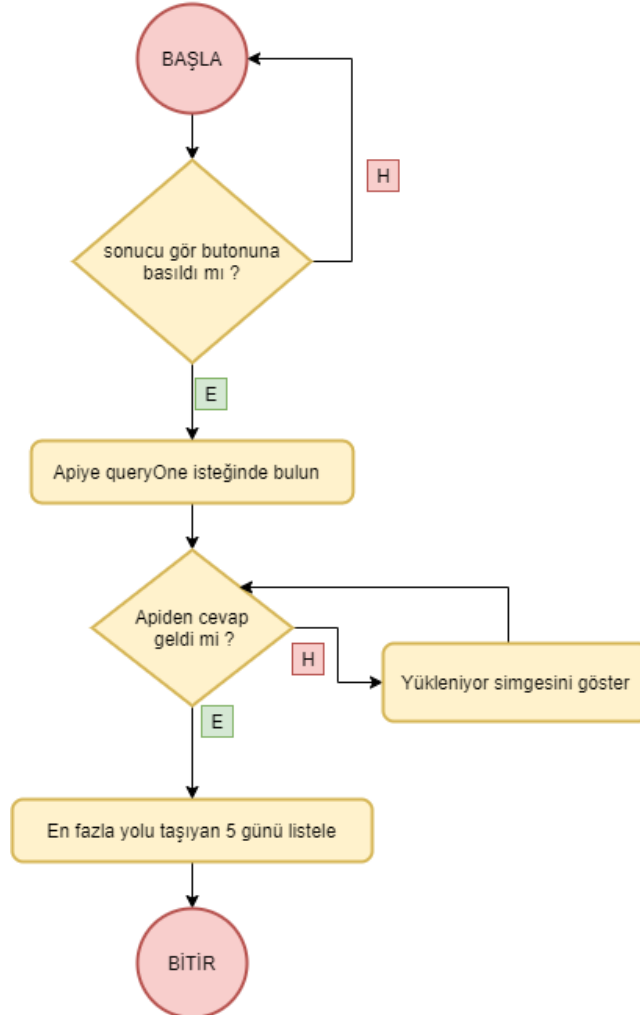 BAŞLA
H
sonucu gör butonuna
basıldı mı ?
E
Apiye queryOne isteğinde bulun
Apiden cevap
geldi mi ?
H
Yükleniyor simgesini göster
E
En fazla yolu taşıyan 5 günü listele
BİTİR